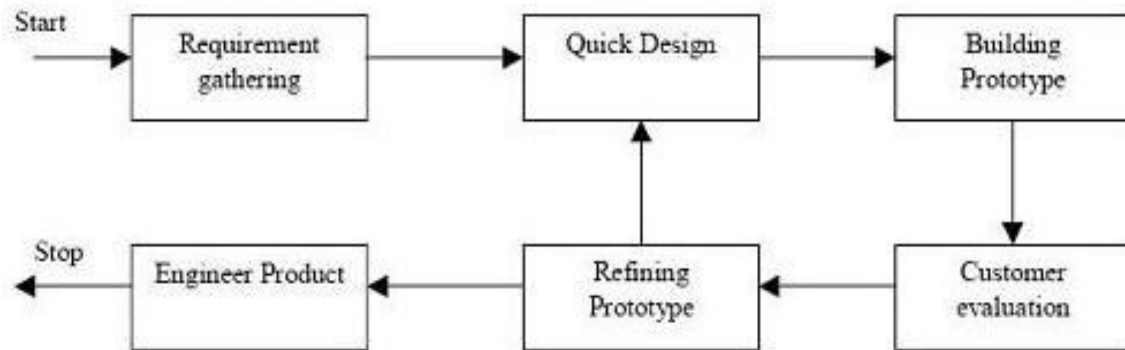 Start
Requirement
gathering
Quick Design
Building
Prototype
Stop
Engineer Product
Refining
Prototype
Customer
evaluation